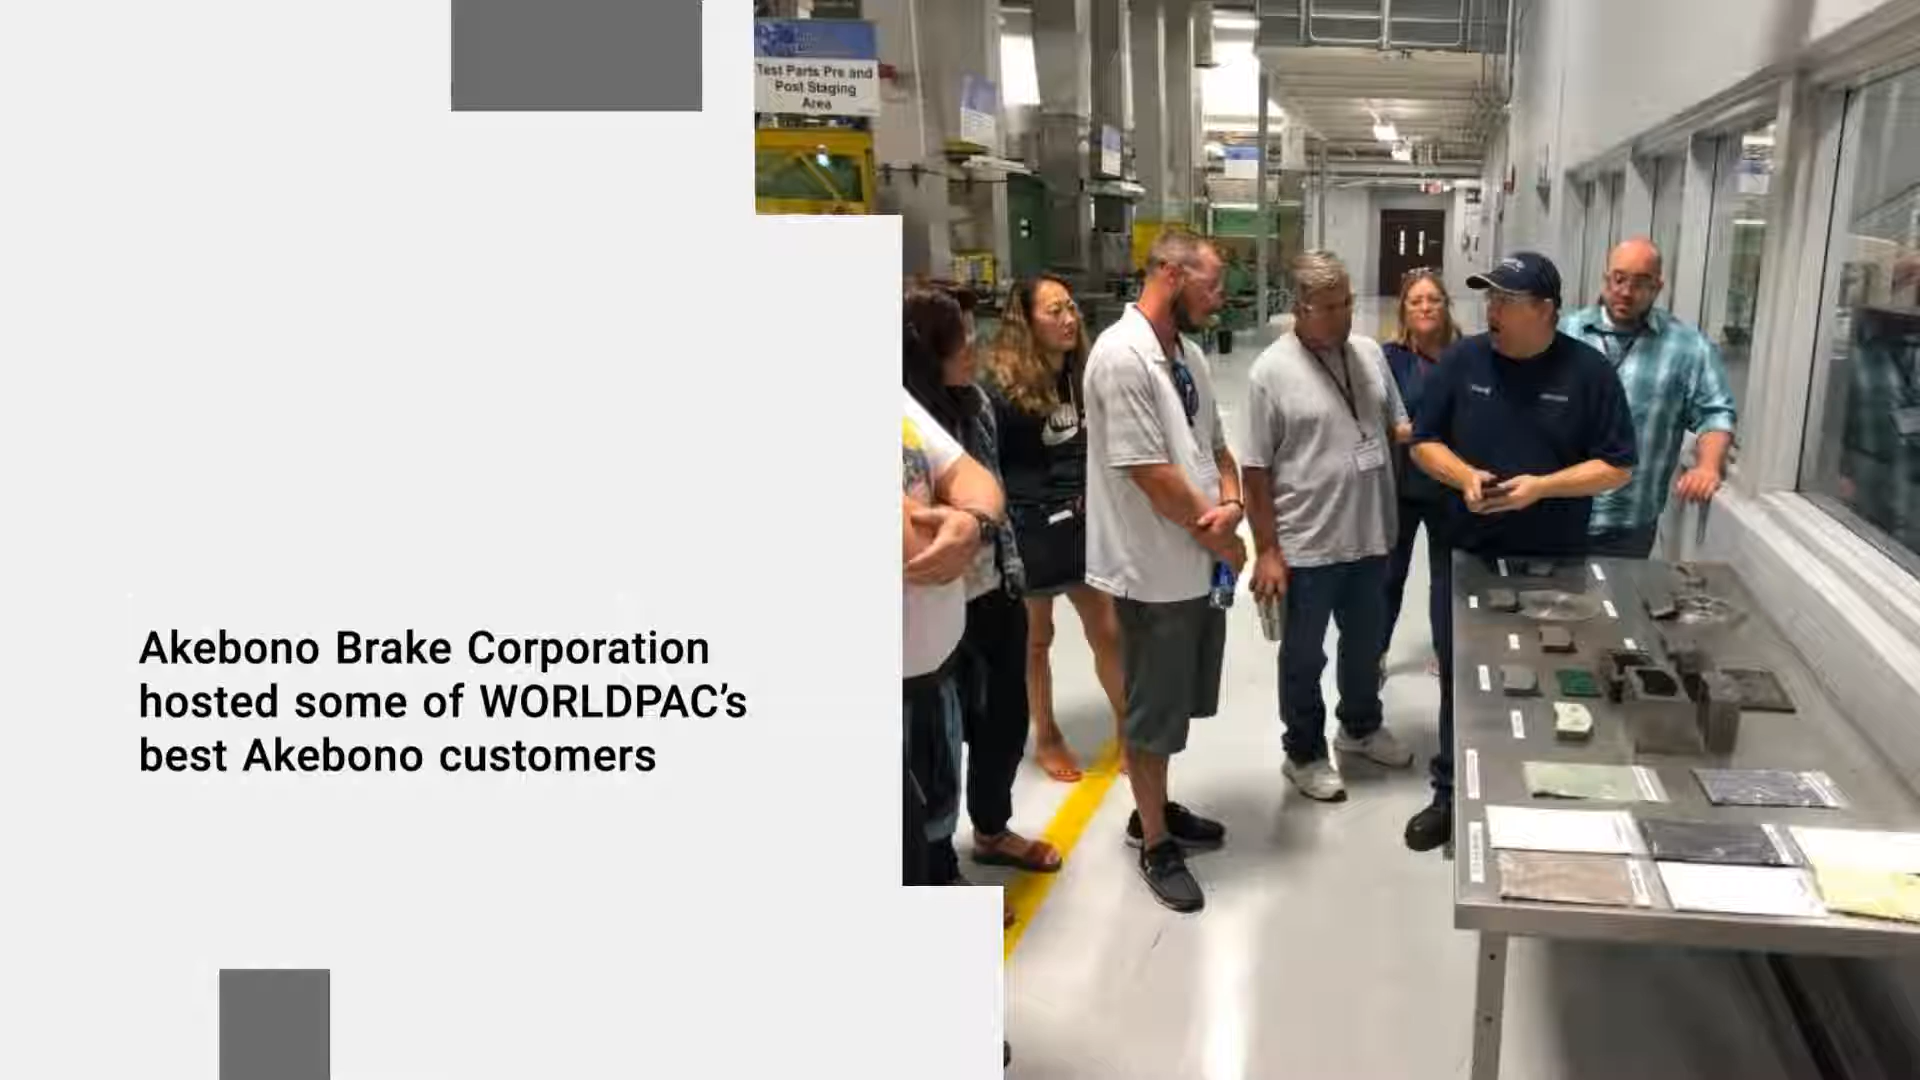 Test Parts Pre and
Post Staging
Area
Akebono Brake Corporation
hosted some of WORLDPAC’s
best Akebono customers